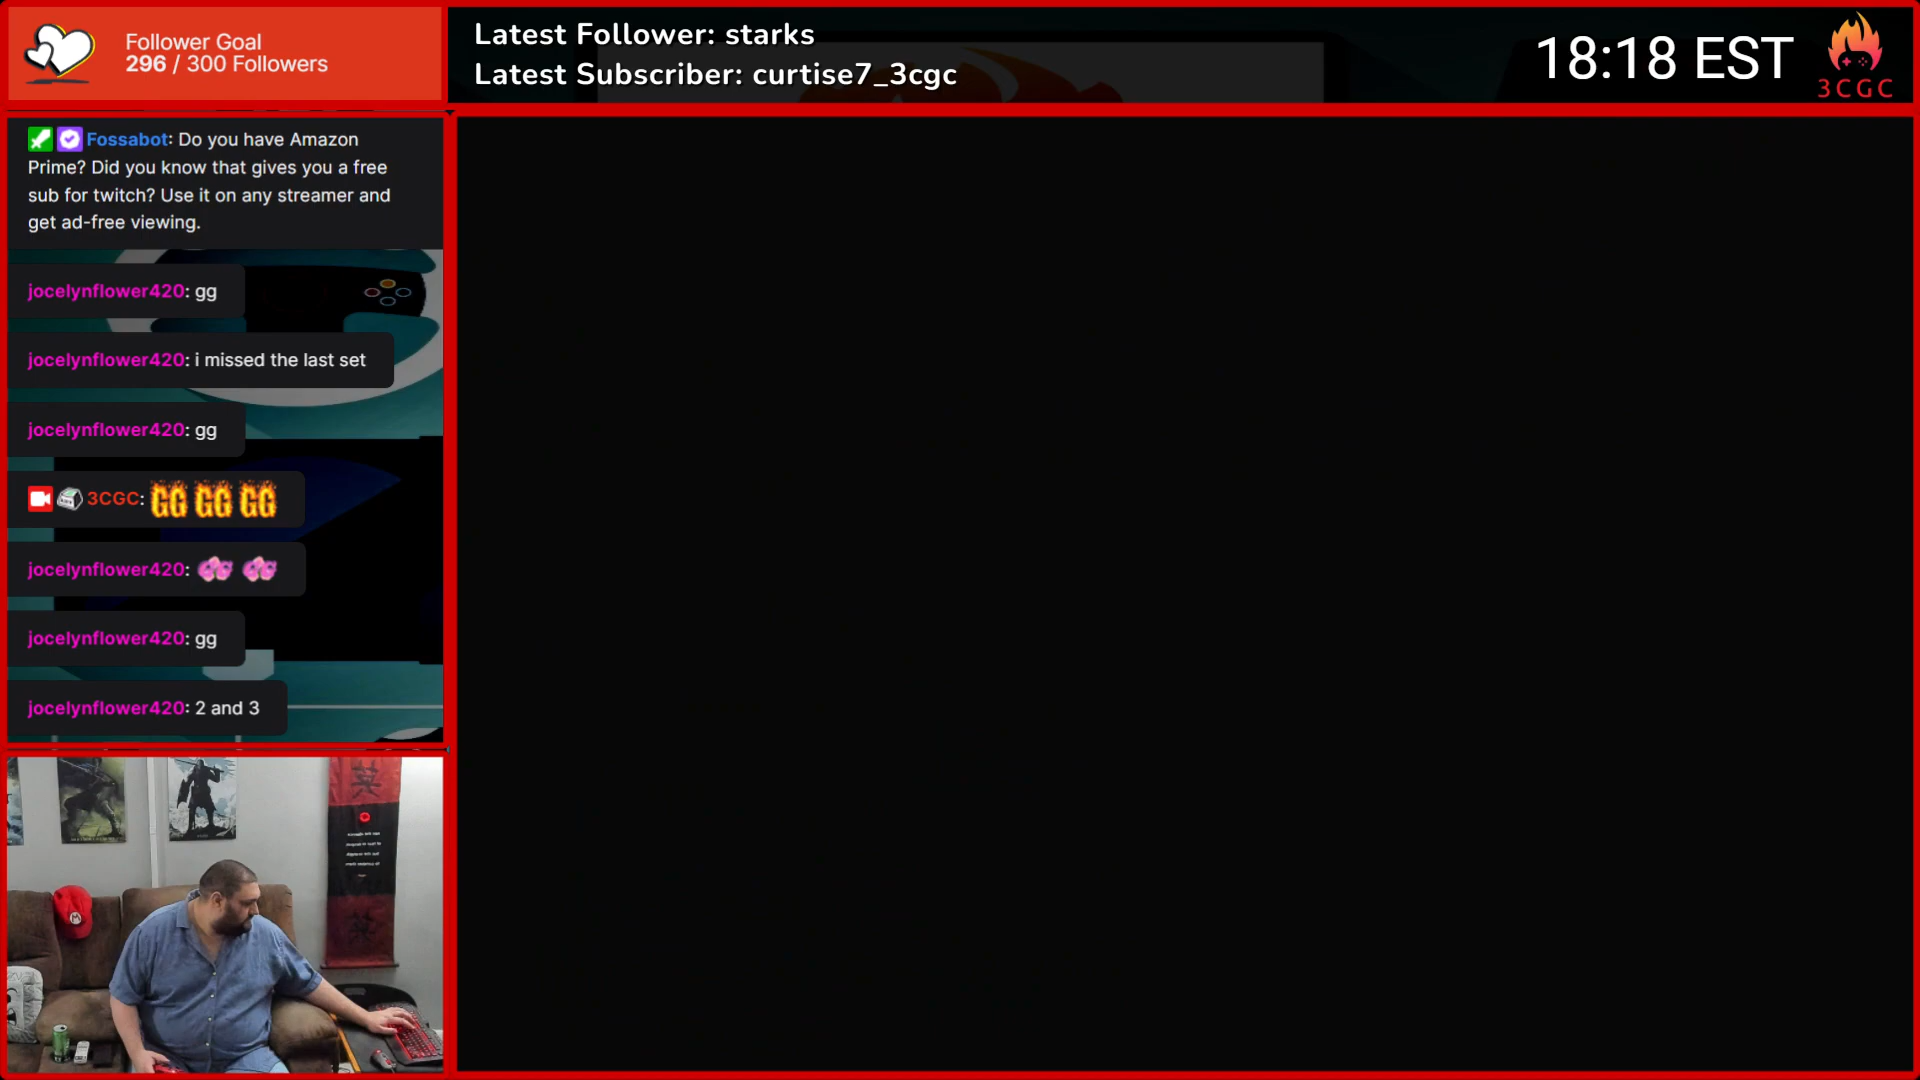 Follower Goal
296 / 300 Followers
Latest Follower: starks
Latest Subscriber: curtise7_3cgc
18:18 EST
3CGC
Fossabot: Do you have Amazon
Prime? Did you know that gives you a free
sub for twitch? Use it on any streamer and
get ad-free viewing.
jocelynflower420: gg
jocelynflower420: i missed the last set
jocelynflower420: gg
3CGC: GG GG GG
jocelynflower420:
jocelynflower420: gg
jocelynflower420: 2 and 3